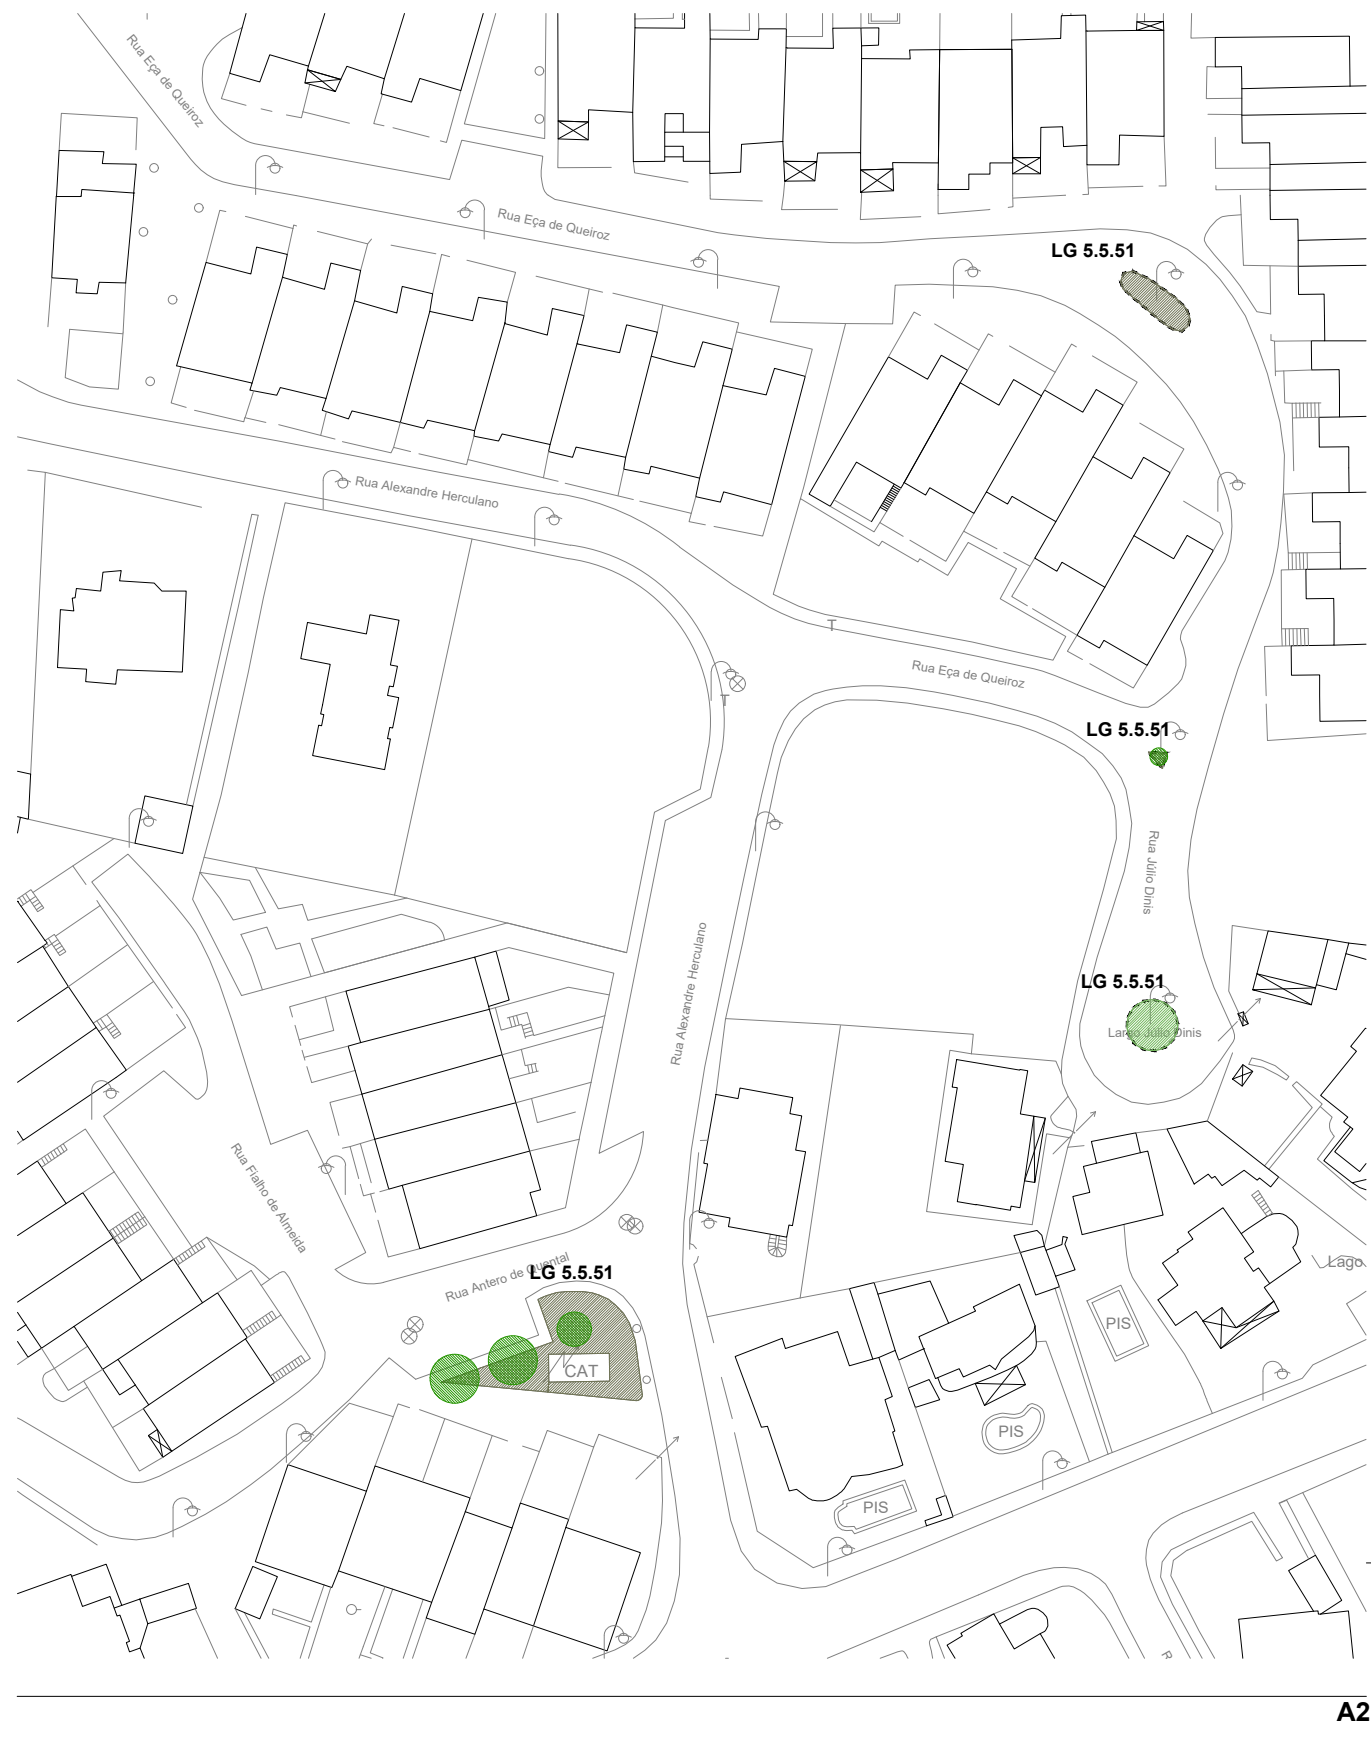 Rua Eça de Queiroz
Rua Eça de Queiroz
LG 5.5.51
Rua Alexandre Herculano
T
Rua Eça de Queiroz
T
LG 5.5.51
Rua Júlio Dinis
Rua Alexandre Herculano
LG 5.5.51
Largo Júlio Dinis
Rua Fialho de Almeida
Rua Antero de Quental
LG 5.5.51
Lago
PIS
CAT
PIS
PIS
R
A2